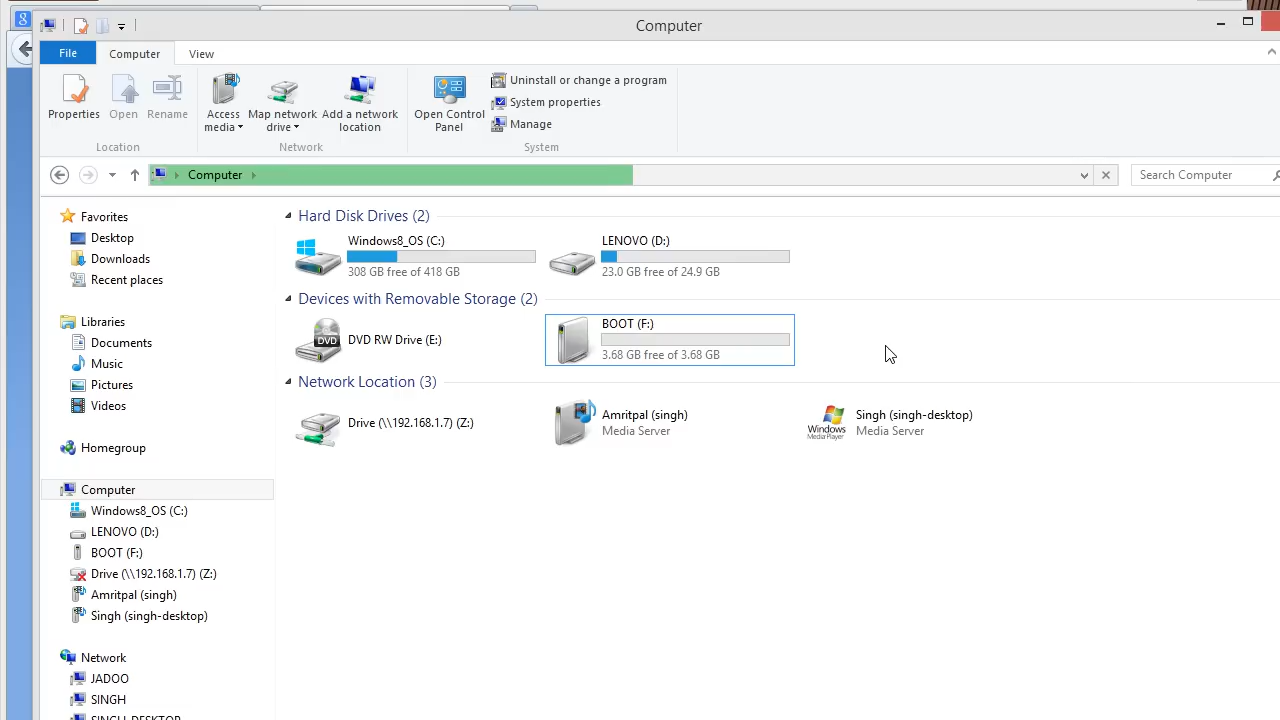 Computer
File
Computer
View
Properties
Open
Rename
Access media
Map network drive
Add a network location
Open Control Panel
Uninstall or change a program
System properties
Manage
Location
Network
System
Computer
Search Computer
Favorites
Desktop
Downloads
Recent places
Libraries
Documents
Music
Pictures
Videos
Homegroup
Computer
Windows8_OS (C:)
LENOVO (D:)
BOOT (F:)
Drive (\\192.168.1.7) (Z:)
Amritpal (singh)
Singh (singh-desktop)
Network
JADOO
SINGH
SINGH-DESKTOP
Hard Disk Drives (2)
Windows8_OS (C:)
308 GB free of 418 GB
LENOVO (D:)
23.0 GB free of 24.9 GB
Devices with Removable Storage (2)
DVD
DVD RW Drive (E:)
BOOT (F:)
3.68 GB free of 3.68 GB
Network Location (3)
Drive (\\192.168.1.7) (Z:)
Amritpal (singh)
Media Server
Windows
MediaPlayer
Singh (singh-desktop)
Media Server